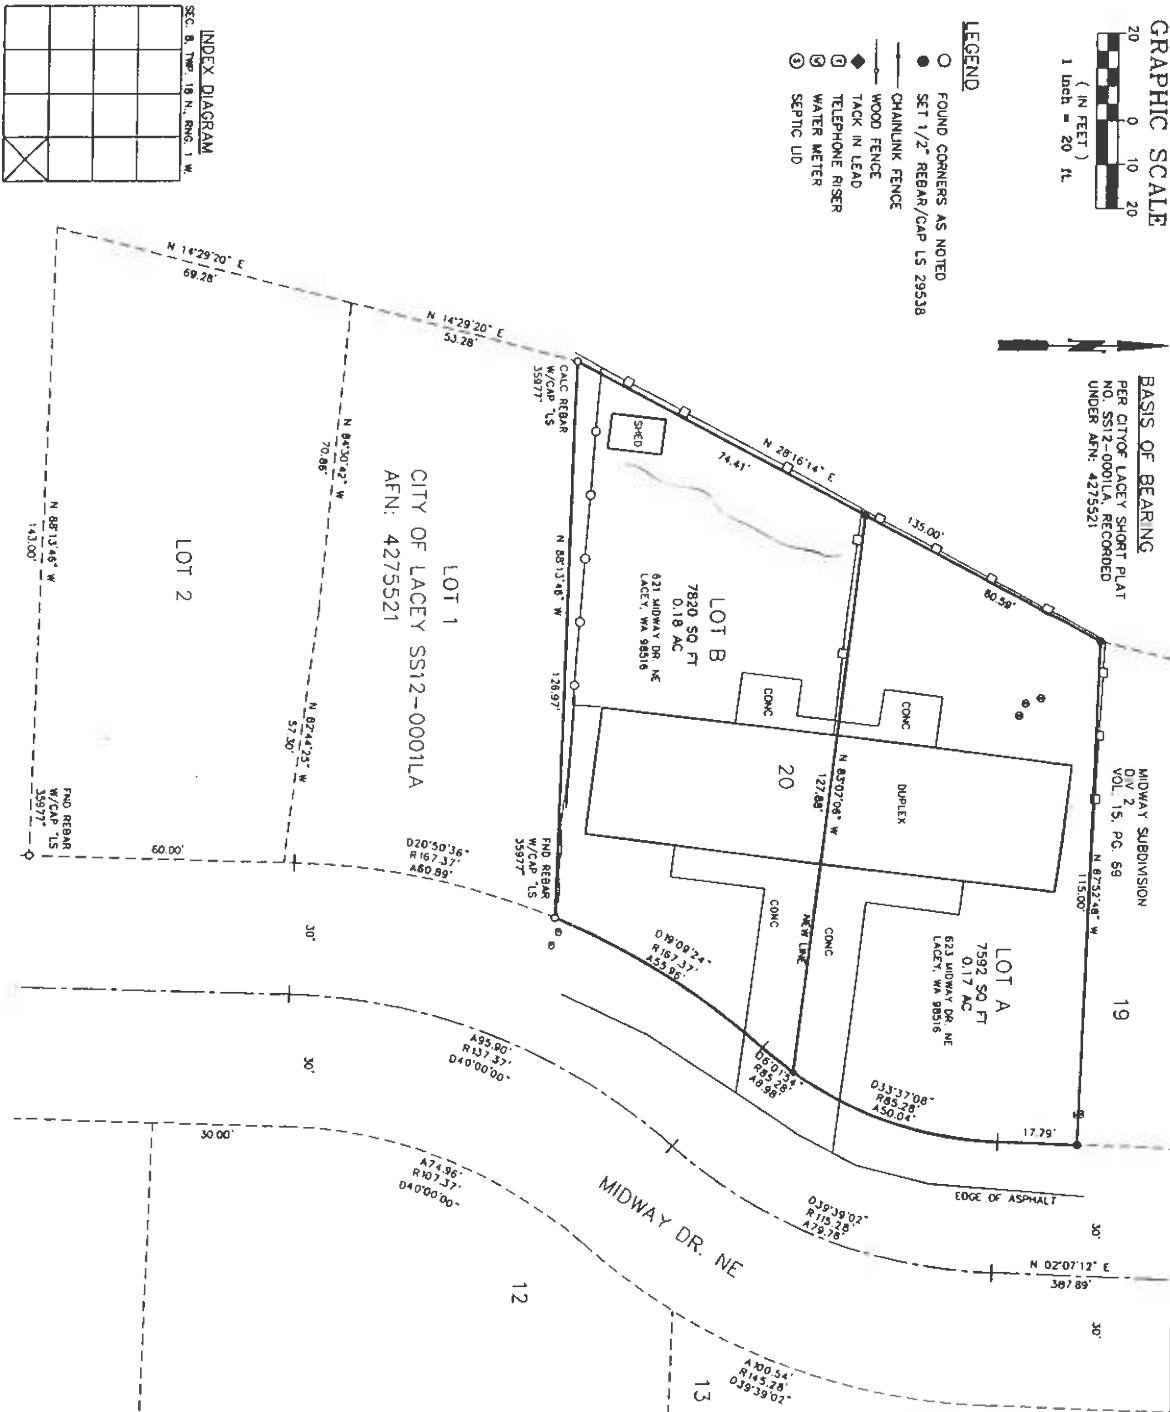 GRAPHIC SCALE
20 0 10 20
( IN FEET )
1 inch = 20 ft.
LEGEND
FOUND CORNERS AS NOTED
SET 1/2" REBAR/CAP LS 29538
CHAINLINK FENCE
WOOD FENCE
TACK IN LEAD
TELEPHONE RISER
WATER METER
SEPTIC LID
INDEX DIAGRAM
SEC. 8, TWP. 18 N., RNG. 1 W.
BASIS OF BEARING
PER CITYOF LACEY SHORT PLAT
NO. SS12-0001LA, RECORDED
UNDER AFN: 4275521
MIDWAY SUBDIVISION
DIV 2
VOL. 15, PG. 69
19
N 87°52'48" W
115.00'
N 28°16'14" E
135.00'
60.59'
74.41'
SHED
LOT B
7820 SQ FT
0.18 AC
621 MIDWAY DR. NE
LACEY, WA 98516
CONC
CONC
DUPLEX
20
N 83°07'06" W
127.88'
NEW LINE
CONC
CONC
LOT A
7592 SQ FT
0.17 AC
623 MIDWAY DR. NE
LACEY, WA 98516
17.79'
D33°37'08"
R85.28'
A50.04'
D6°01'54"
R85.28'
A8.98'
D19°09'24"
R167.37'
A55.96'
CALC REBAR
W/CAP "LS
35977"
N 88°13'46" W
126.97'
FND REBAR
W/CAP "LS
35977"
N 14°29'20" E
53.28'
N 14°29'20" E
69.28'
LOT 1
CITY OF LACEY SS12-0001LA
AFN: 4275521
N 84°30'42" W
70.86'
N 82°44'25" W
57.30'
LOT 2
N 88°13'46" W
143.00'
FND REBAR
W/CAP "LS
35977"
60.00'
D20°50'36"
R167.37'
A60.89'
30'
30'
A95.90'
R137.37'
D40°00'00"
30.00'
A74.96'
R107.37'
D40°00'00"
MIDWAY DR. NE
EDGE OF ASPHALT
D39°39'02"
R115.28'
A79.78'
30'
N 02°07'12" E
387.89'
30'
A100.54'
R145.28'
D39°39'02"
12
13